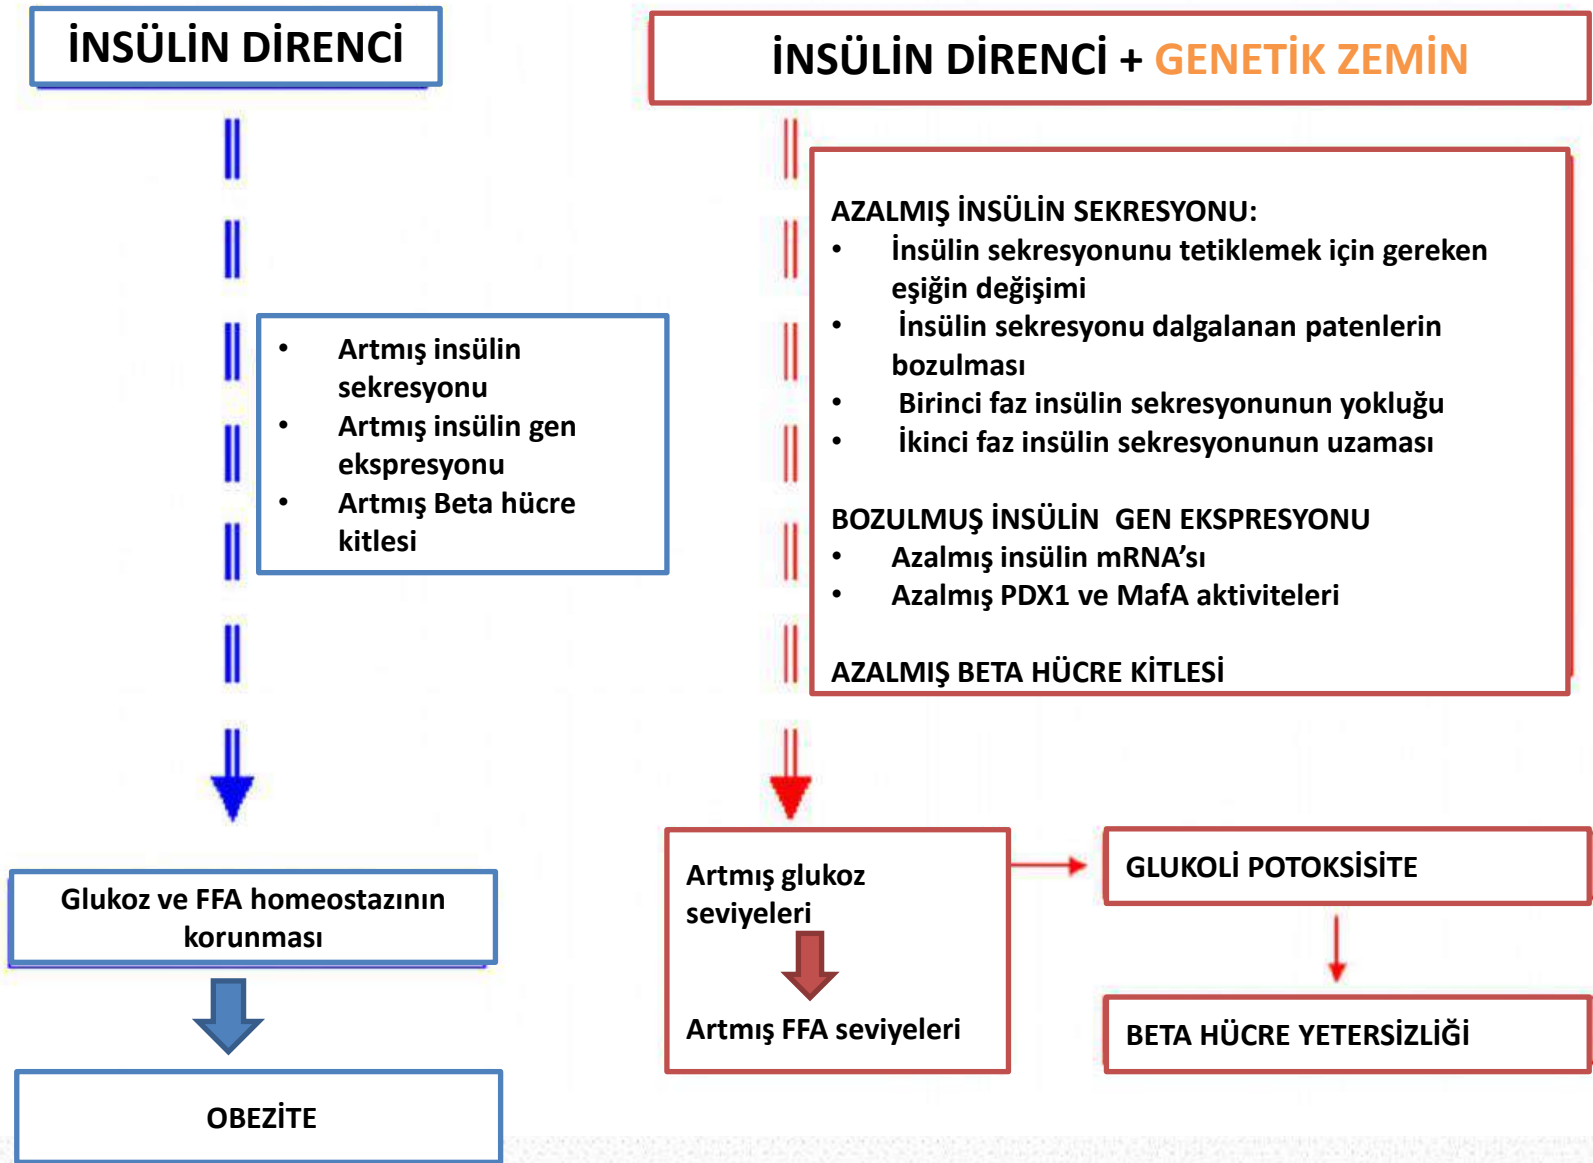 İNSÜLİN DİRENCİ
• Artmış insülin
sekresyonu
• Artmış insülin gen
ekspresyonu
• Artmış Beta hücre
kitlesi
Glukoz ve FFA homeostazının
korunması
OBEZİTE
İNSÜLİN DİRENCİ + GENETİK ZEMİN
AZALMIŞ İNSÜLİN SEKRESYONU:
• İnsülin sekresyonunu tetiklemek için gereken
eşiğin değişimi
• İnsülin sekresyonu dalgalanan patenlerin
bozulması
• Birinci faz insülin sekresyonunun yokluğu
• İkinci faz insülin sekresyonunun uzaması
BOZULMUŞ İNSÜLİN GEN EKSPRESYONU
• Azalmış insülin mRNA’sı
• Azalmış PDX1 ve MafA aktiviteleri
AZALMIŞ BETA HÜCRE KİTLESİ
Artmış glukoz
seviyeleri
Artmış FFA seviyeleri
GLUKOLİ POTOKSİSİTE
BETA HÜCRE YETERSİZLİĞİ